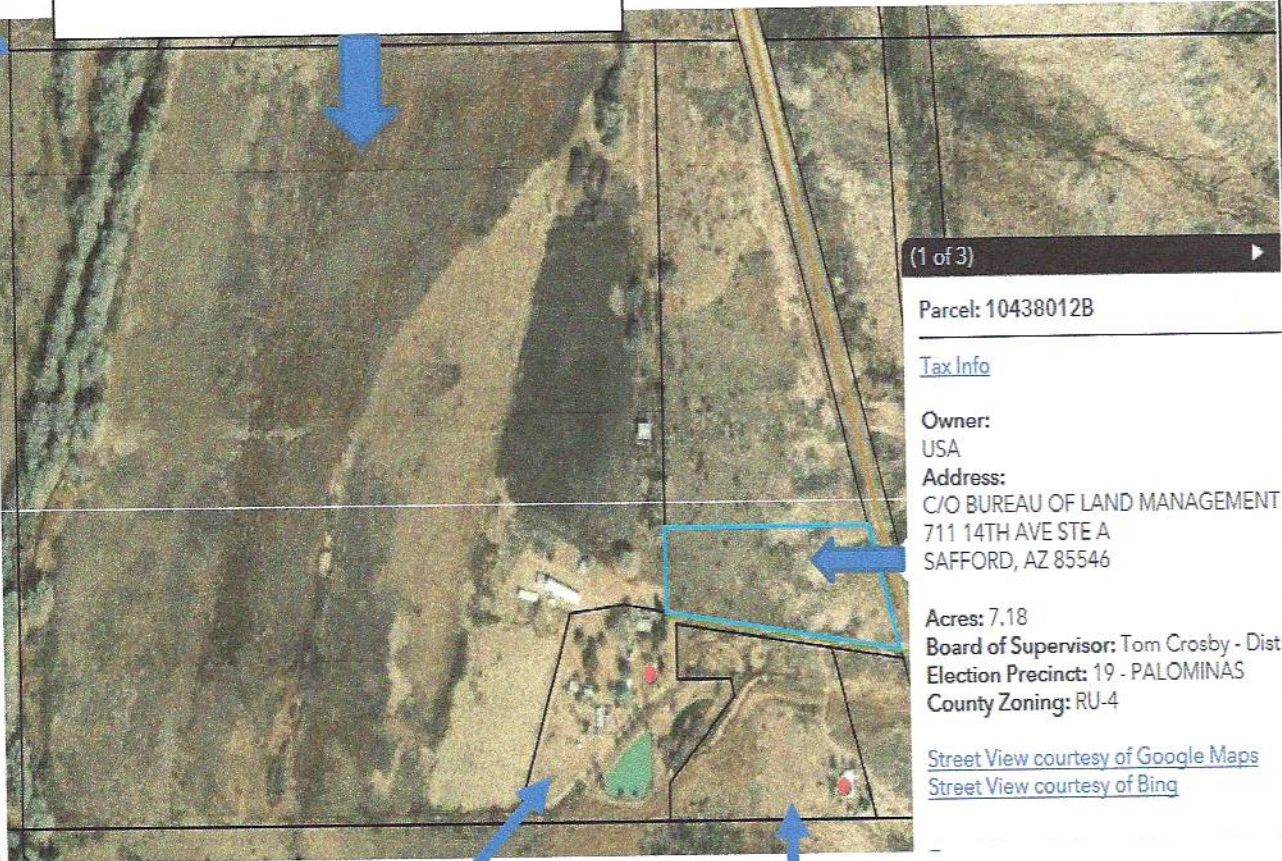 (1 of 3)
Parcel: 10438012B
Tax Info
Owner:
USA
Address:
C/O BUREAU OF LAND MANAGEMENT
711 14TH AVE STE A
SAFFORD, AZ 85546
Acres: 7.18
Board of Supervisor: Tom Crosby - Dist
Election Precinct: 19 - PALOMINAS
County Zoning: RU-4
Street View courtesy of Google Maps
Street View courtesy of Bing